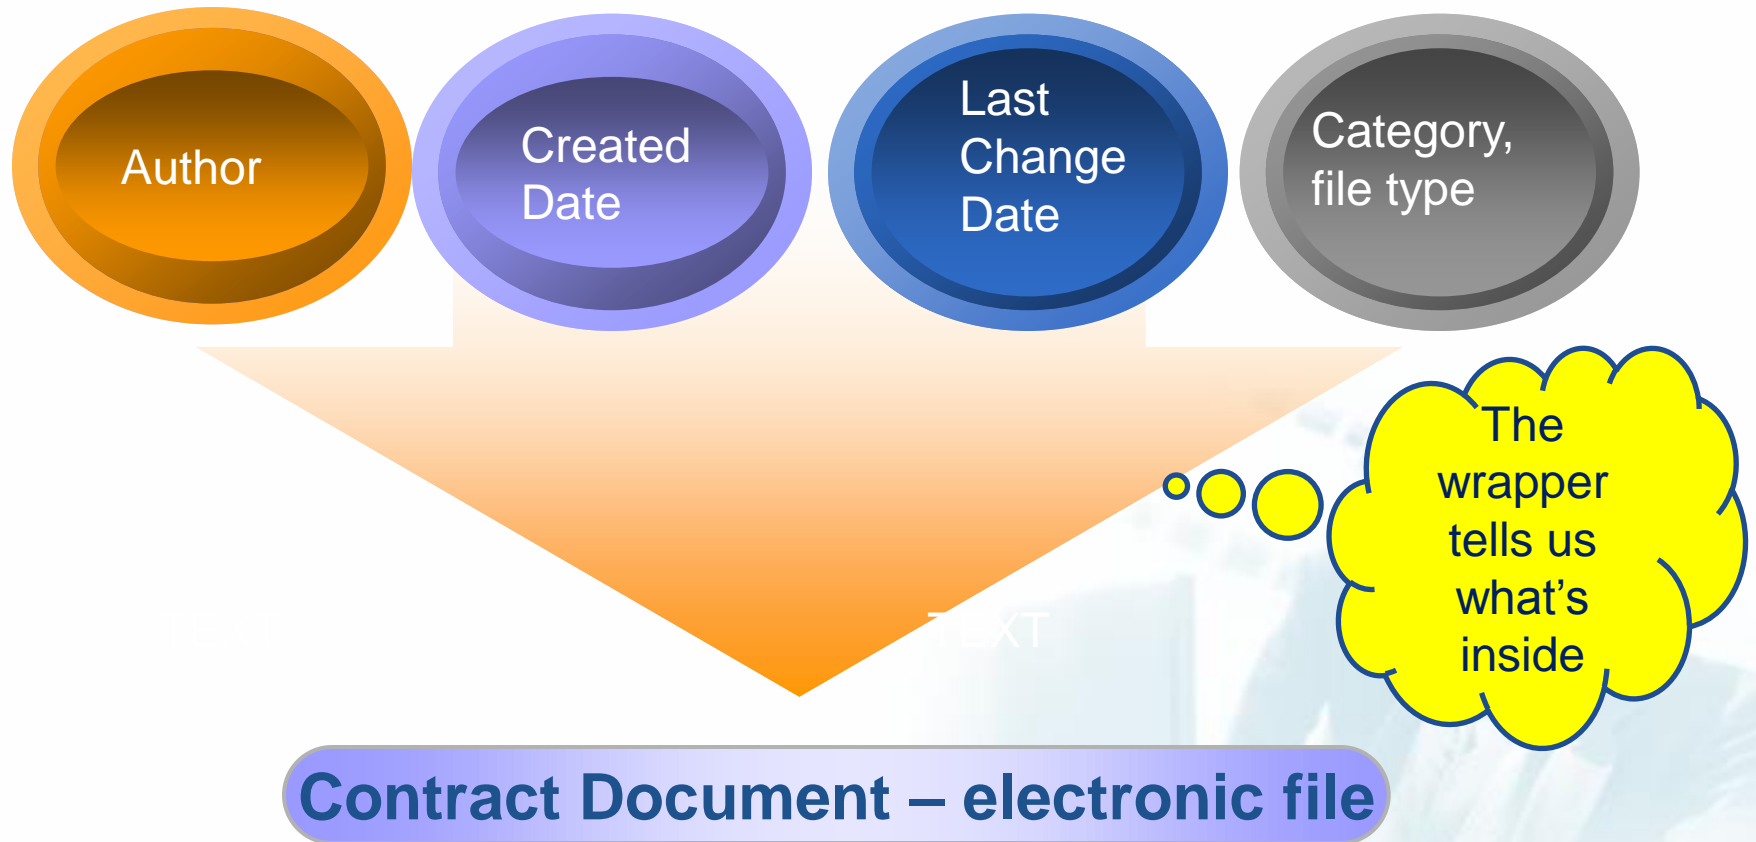 Author
Created
Date
Last
Change
Date
Category,
file type
The
wrapper
tells us
what’s
inside
TEXT
Contract Document – electronic file